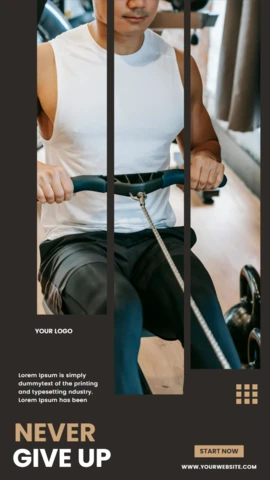 YOUR LOGO
Lorem Ipsum is simply
dummytext of the printing
and typesetting ndustry.
Lorem Ipsum has been
NEVER
GIVE UP
START NOW
WWW.YOURWEBSITE.COM